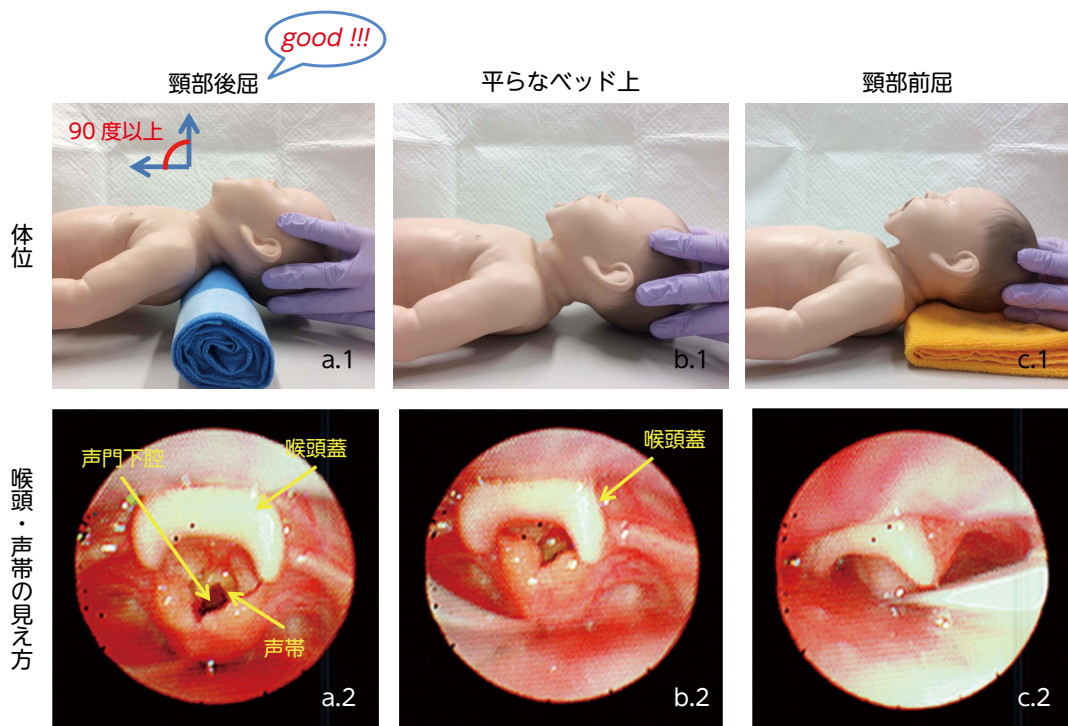 good !!!
頸部後屈
平らなベッド上
頸部前屈
90 度以上
体位
a.1
b.1
c.1
喉頭・声帯の見え方
声門下腔
喉頭蓋
声帯
a.2
喉頭蓋
b.2
c.2